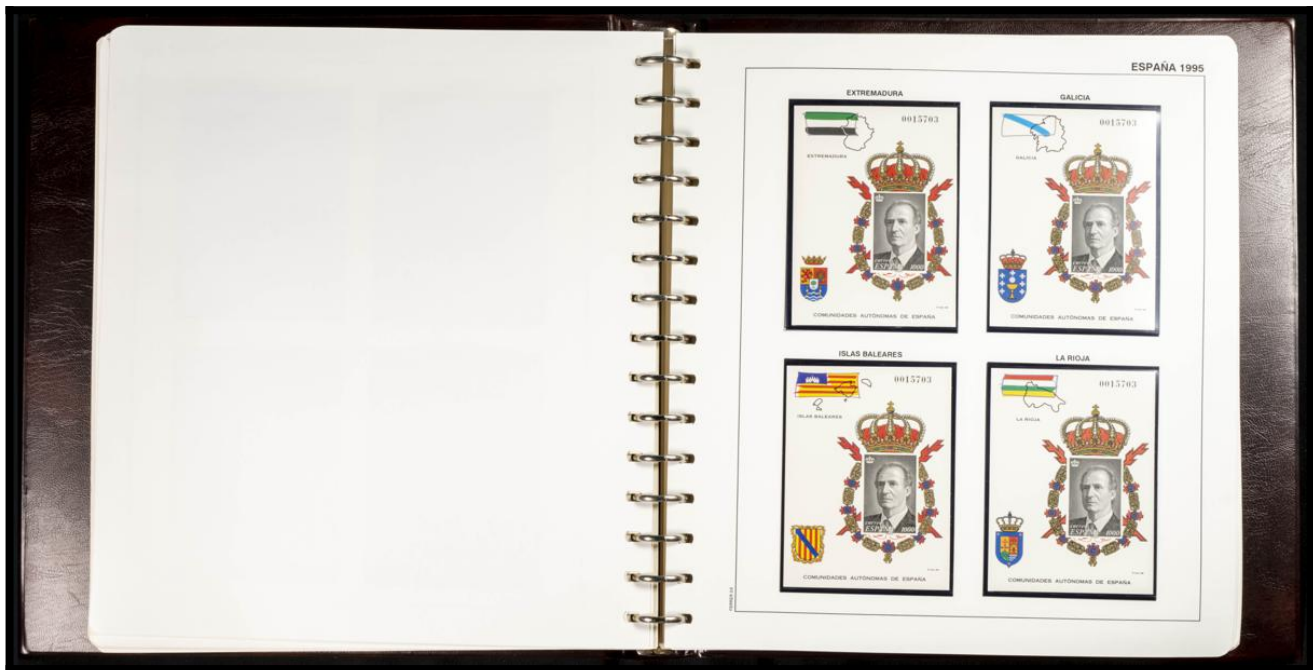 ESPAÑA 1995
EXTREMADURA
0015703
EXTREMADURA
ESPAÑA 1000
COMUNIDADES AUTÓNOMAS DE ESPAÑA
GALICIA
0015703
GALICIA
ESPAÑA 1000
COMUNIDADES AUTÓNOMAS DE ESPAÑA
ISLAS BALEARES
0015703
ISLAS BALEARES
ESPAÑA 1000
COMUNIDADES AUTÓNOMAS DE ESPAÑA
LA RIOJA
0015703
LA RIOJA
ESPAÑA 1000
COMUNIDADES AUTÓNOMAS DE ESPAÑA